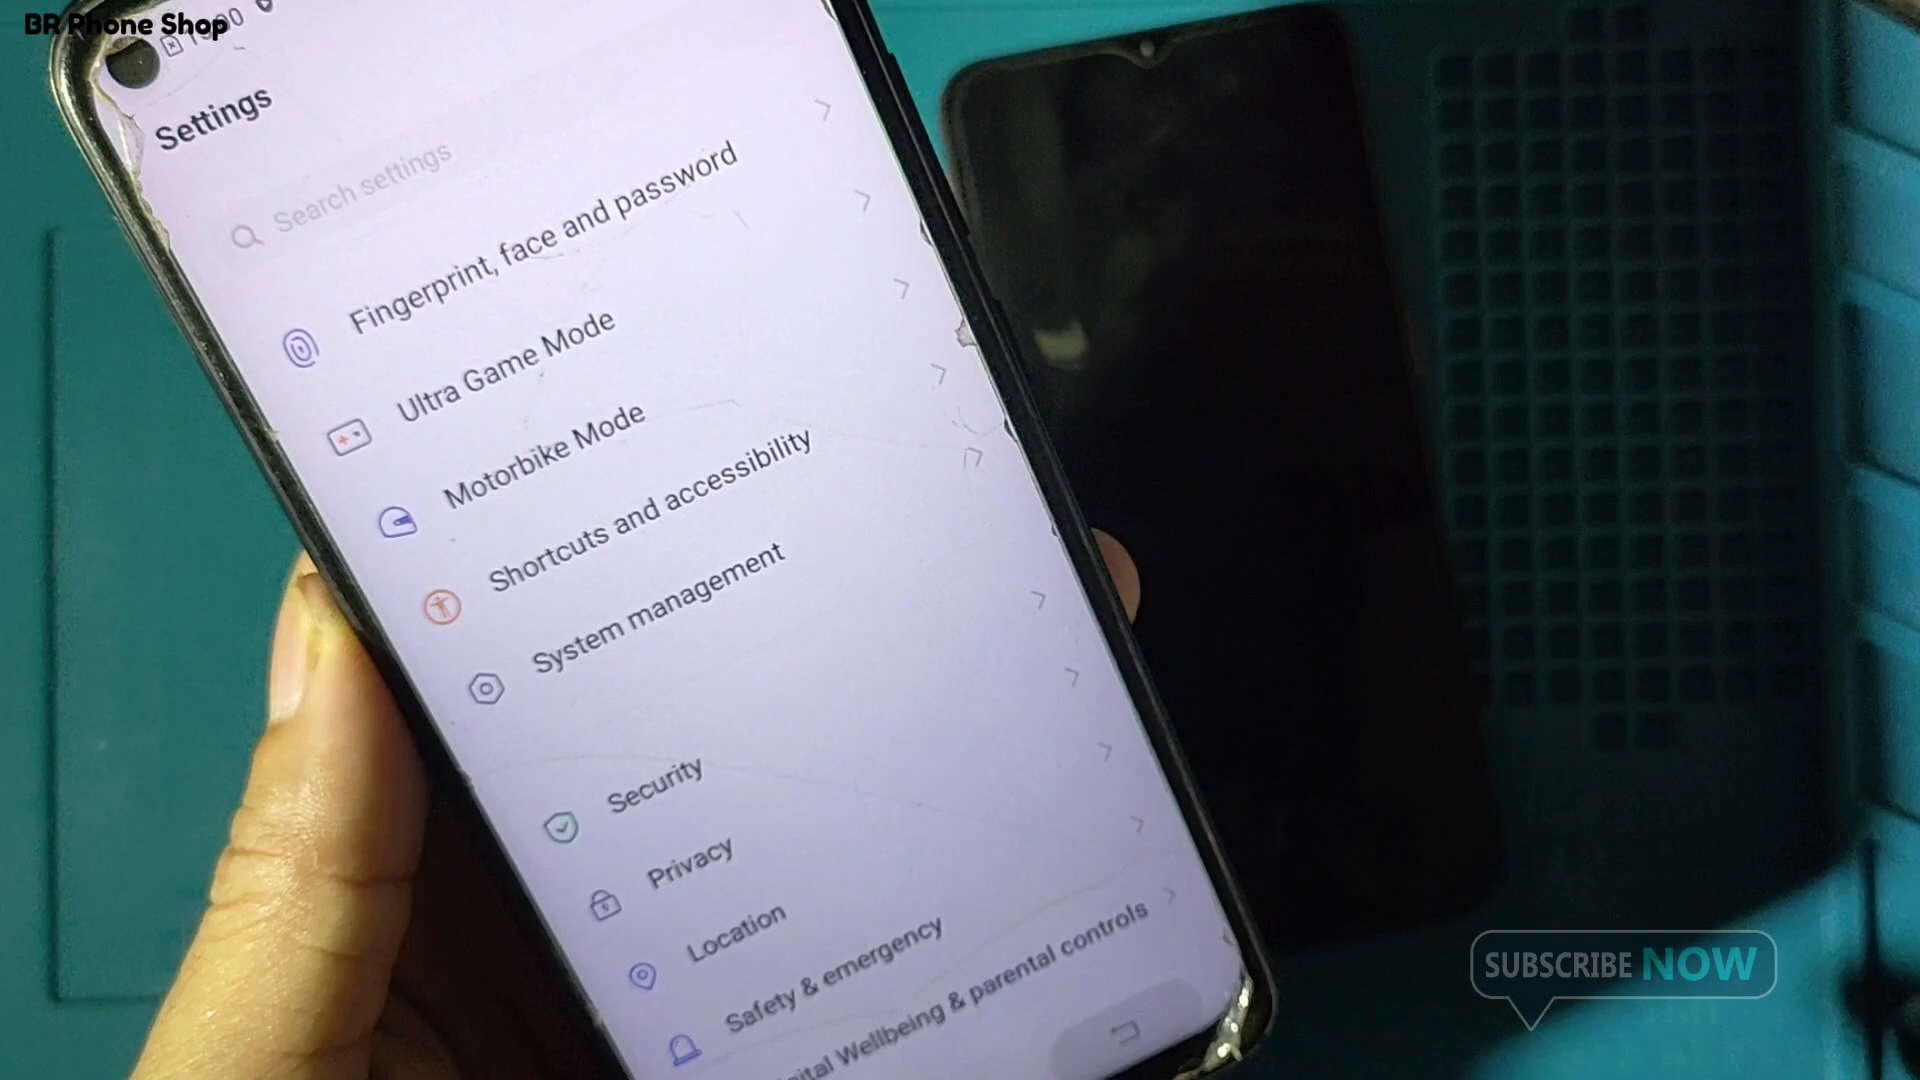 BR Phone Shop
Settings
Search settings
Fingerprint, face and password
Ultra Game Mode
Motorbike Mode
Shortcuts and accessibility
System management
Security
Privacy
Location
Safety & emergency
Wellbeing & parental controls
SUBSCRIBE NOW